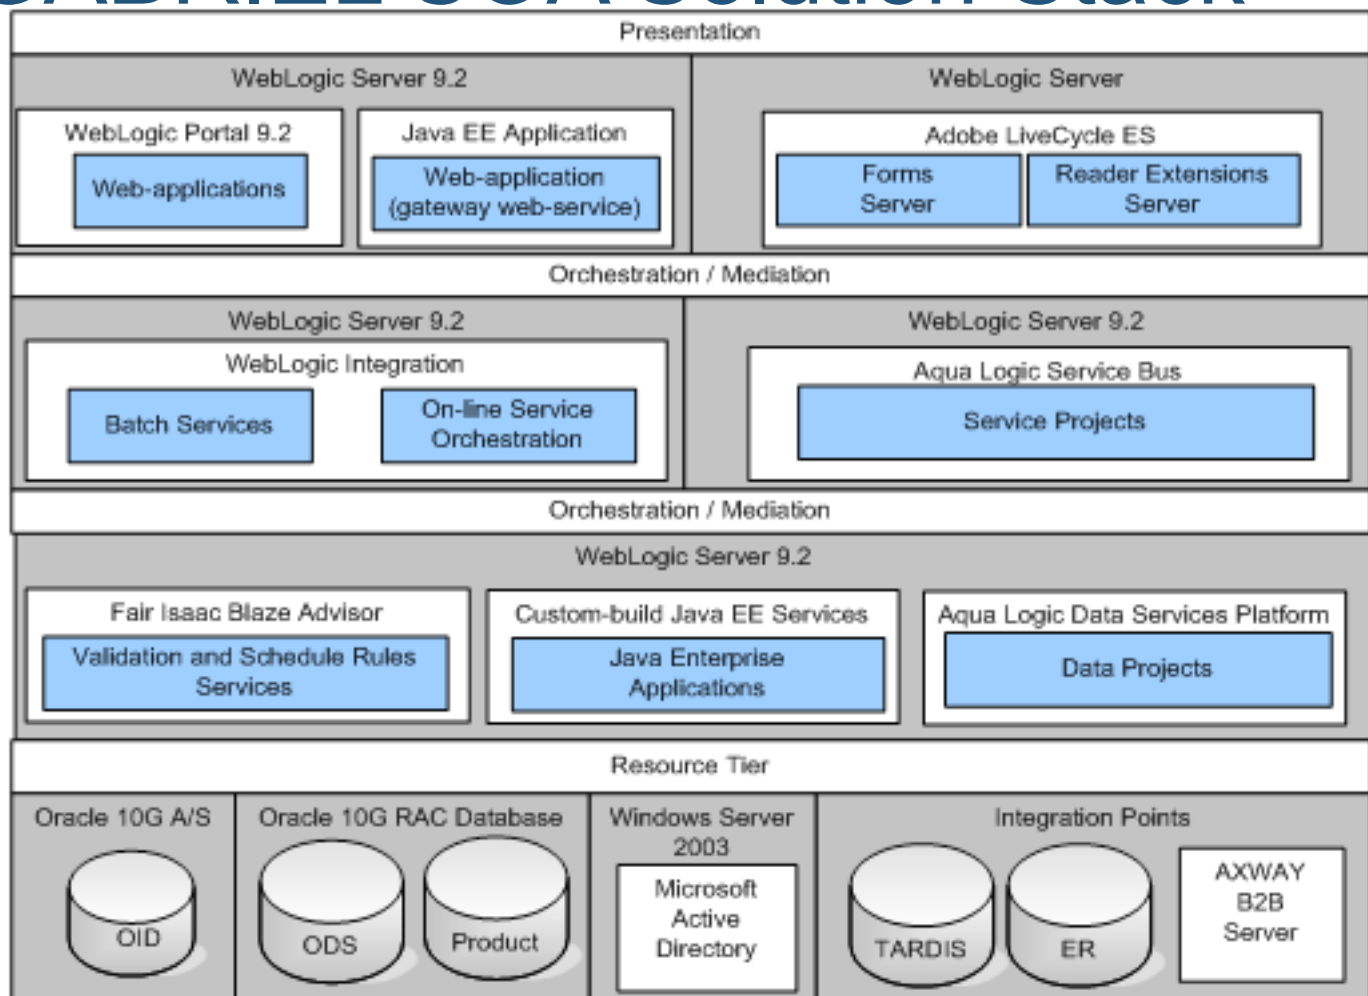 GABRIEL SOA Solution Stack
Presentation
WebLogic Server 9.2
WebLogic Server
WebLogic Portal 9.2
Web-applications
Java EE Application
Web-application
(gateway web-service)
Adobe LiveCycle ES
Forms
Server
Reader Extensions
Server
Orchestration / Mediation
WebLogic Server 9.2
WebLogic Server 9.2
WebLogic Integration
Batch Services
On-line Service
Orchestration
Aqua Logic Service Bus
Service Projects
Orchestration / Mediation
WebLogic Server 9.2
Fair Isaac Blaze Advisor
Validation and Schedule Rules
Services
Custom-build Java EE Services
Java Enterprise
Applications
Aqua Logic Data Services Platform
Data Projects
Resource Tier
Oracle 10G A/S
OID
Oracle 10G RAC Database
ODS
Product
Windows Server
2003
Microsoft
Active
Directory
Integration Points
TARDIS
ER
AXWAY
B2B
Server